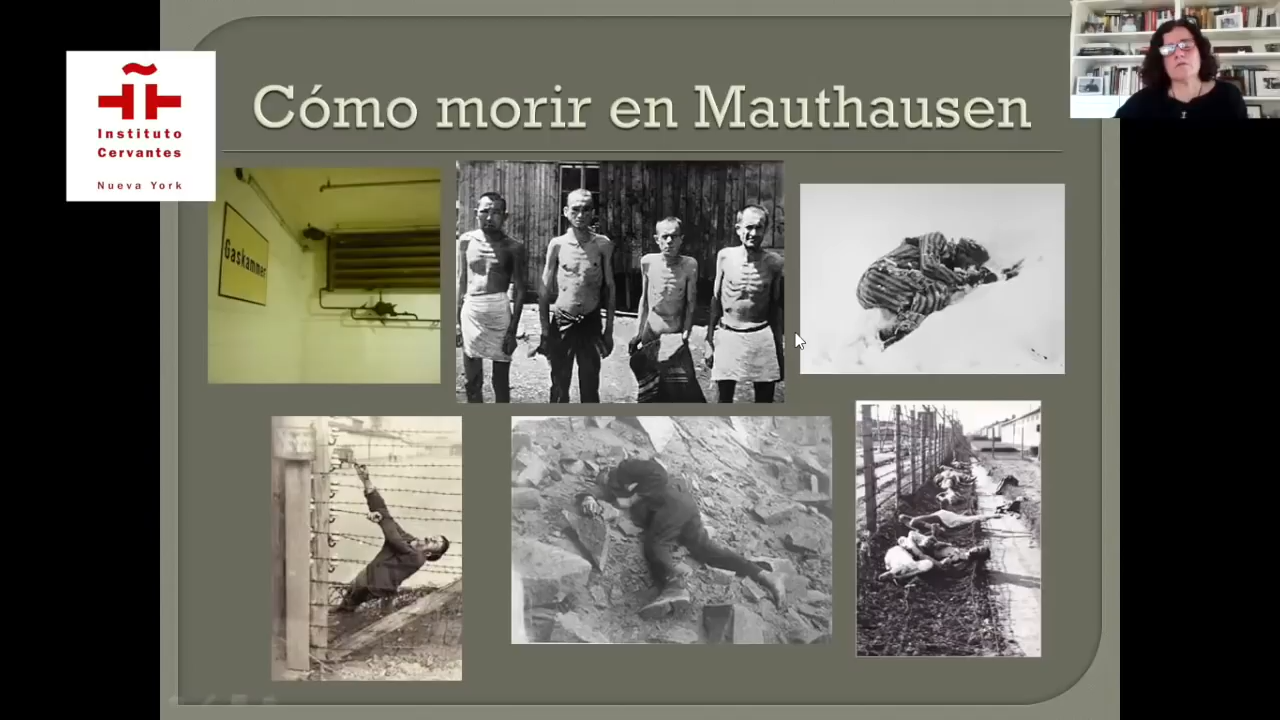 Cómo morir en Mauthausen
Instituto
Cervantes
Nueva York
Gaskammer